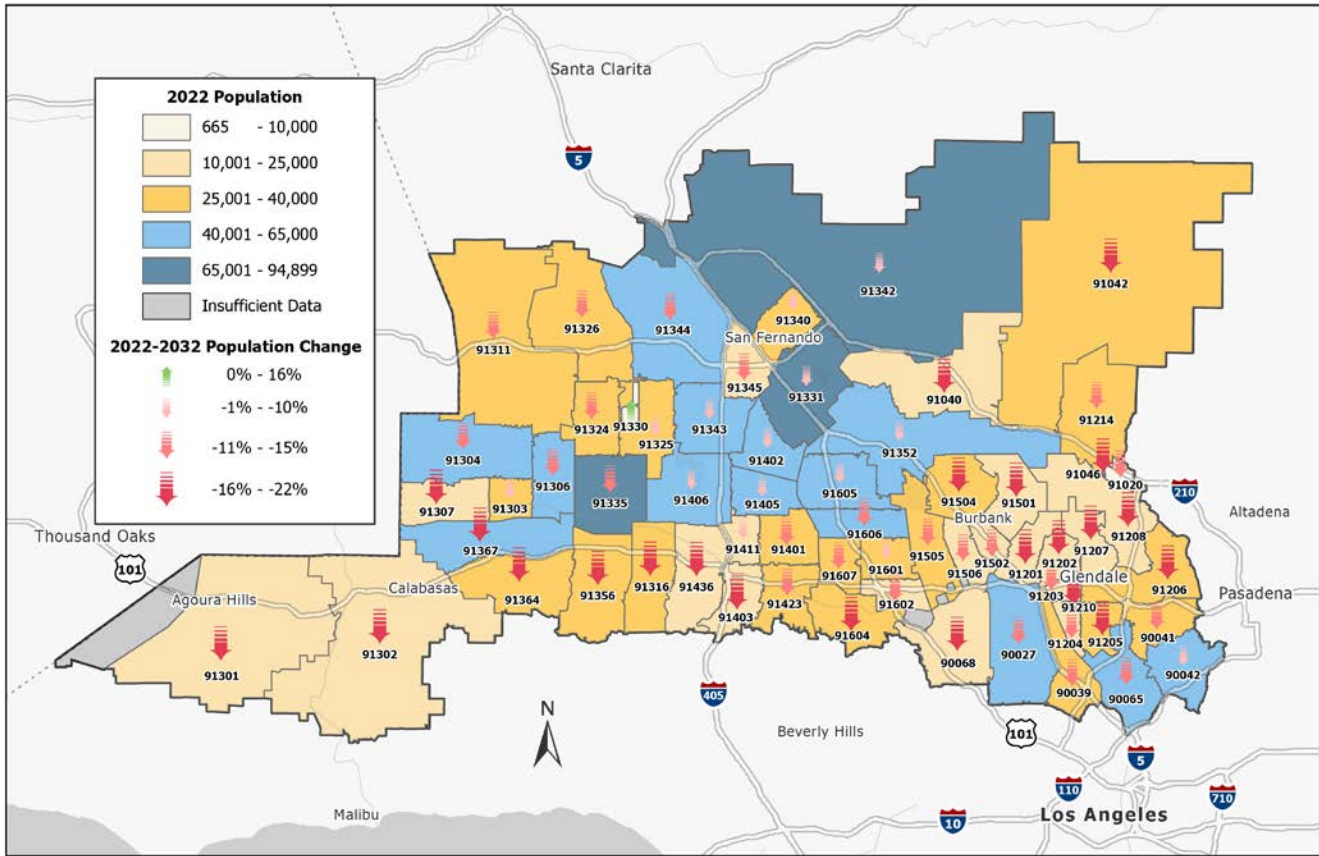 Santa Clarita
2022 Population
665 - 10,000
10,001 - 25,000
25,001 - 40,000
40,001 - 65,000
65,001 - 94,899
Insufficient Data
2022-2032 Population Change
0% - 16%
-1% - -10%
-11% - -15%
-16% - -22%
5
91342
91042
91340
91326
91344
San Fernando
91311
91345
91331
91040
91214
91324
91330
91325
91343
91402
91352
91304
91046
91020
91306
91335
91406
91405
91605
91504
91501
210
91307
91303
Altadena
91606
Burbank
Thousand Oaks
101
91367
91411
91401
91505
91506
91502
91201
91202
91207
91208
91607
91601
Glendale
Calabasas
91364
91356
91316
91436
91203
91206
Pasadena
Agoura Hills
91403
91423
91602
91210
91604
91204
91205
90041
91301
91302
90068
90027
90042
90039
90065
405
N
Beverly Hills
101
5
110
710
Malibu
10
Los Angeles